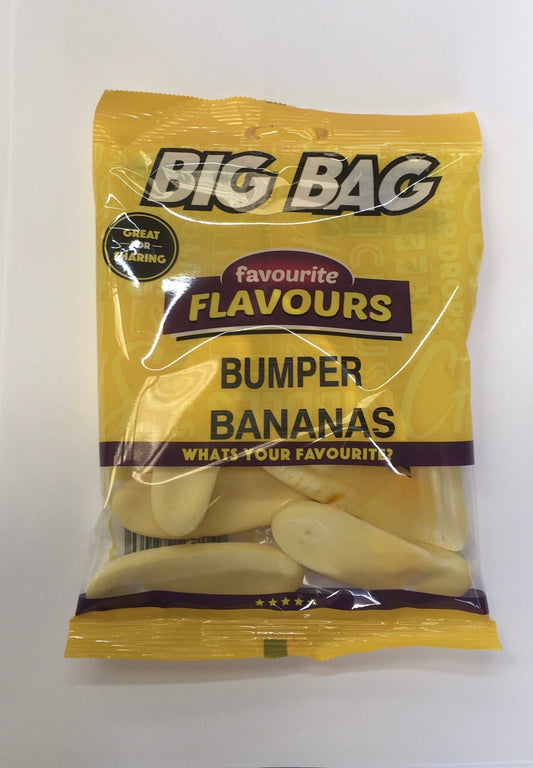 BIG BAG
GREAT
FOR
SHARING
favourite
FLAVOURS
BUMPER
BANANAS
WHATS YOUR FAVOURITE?